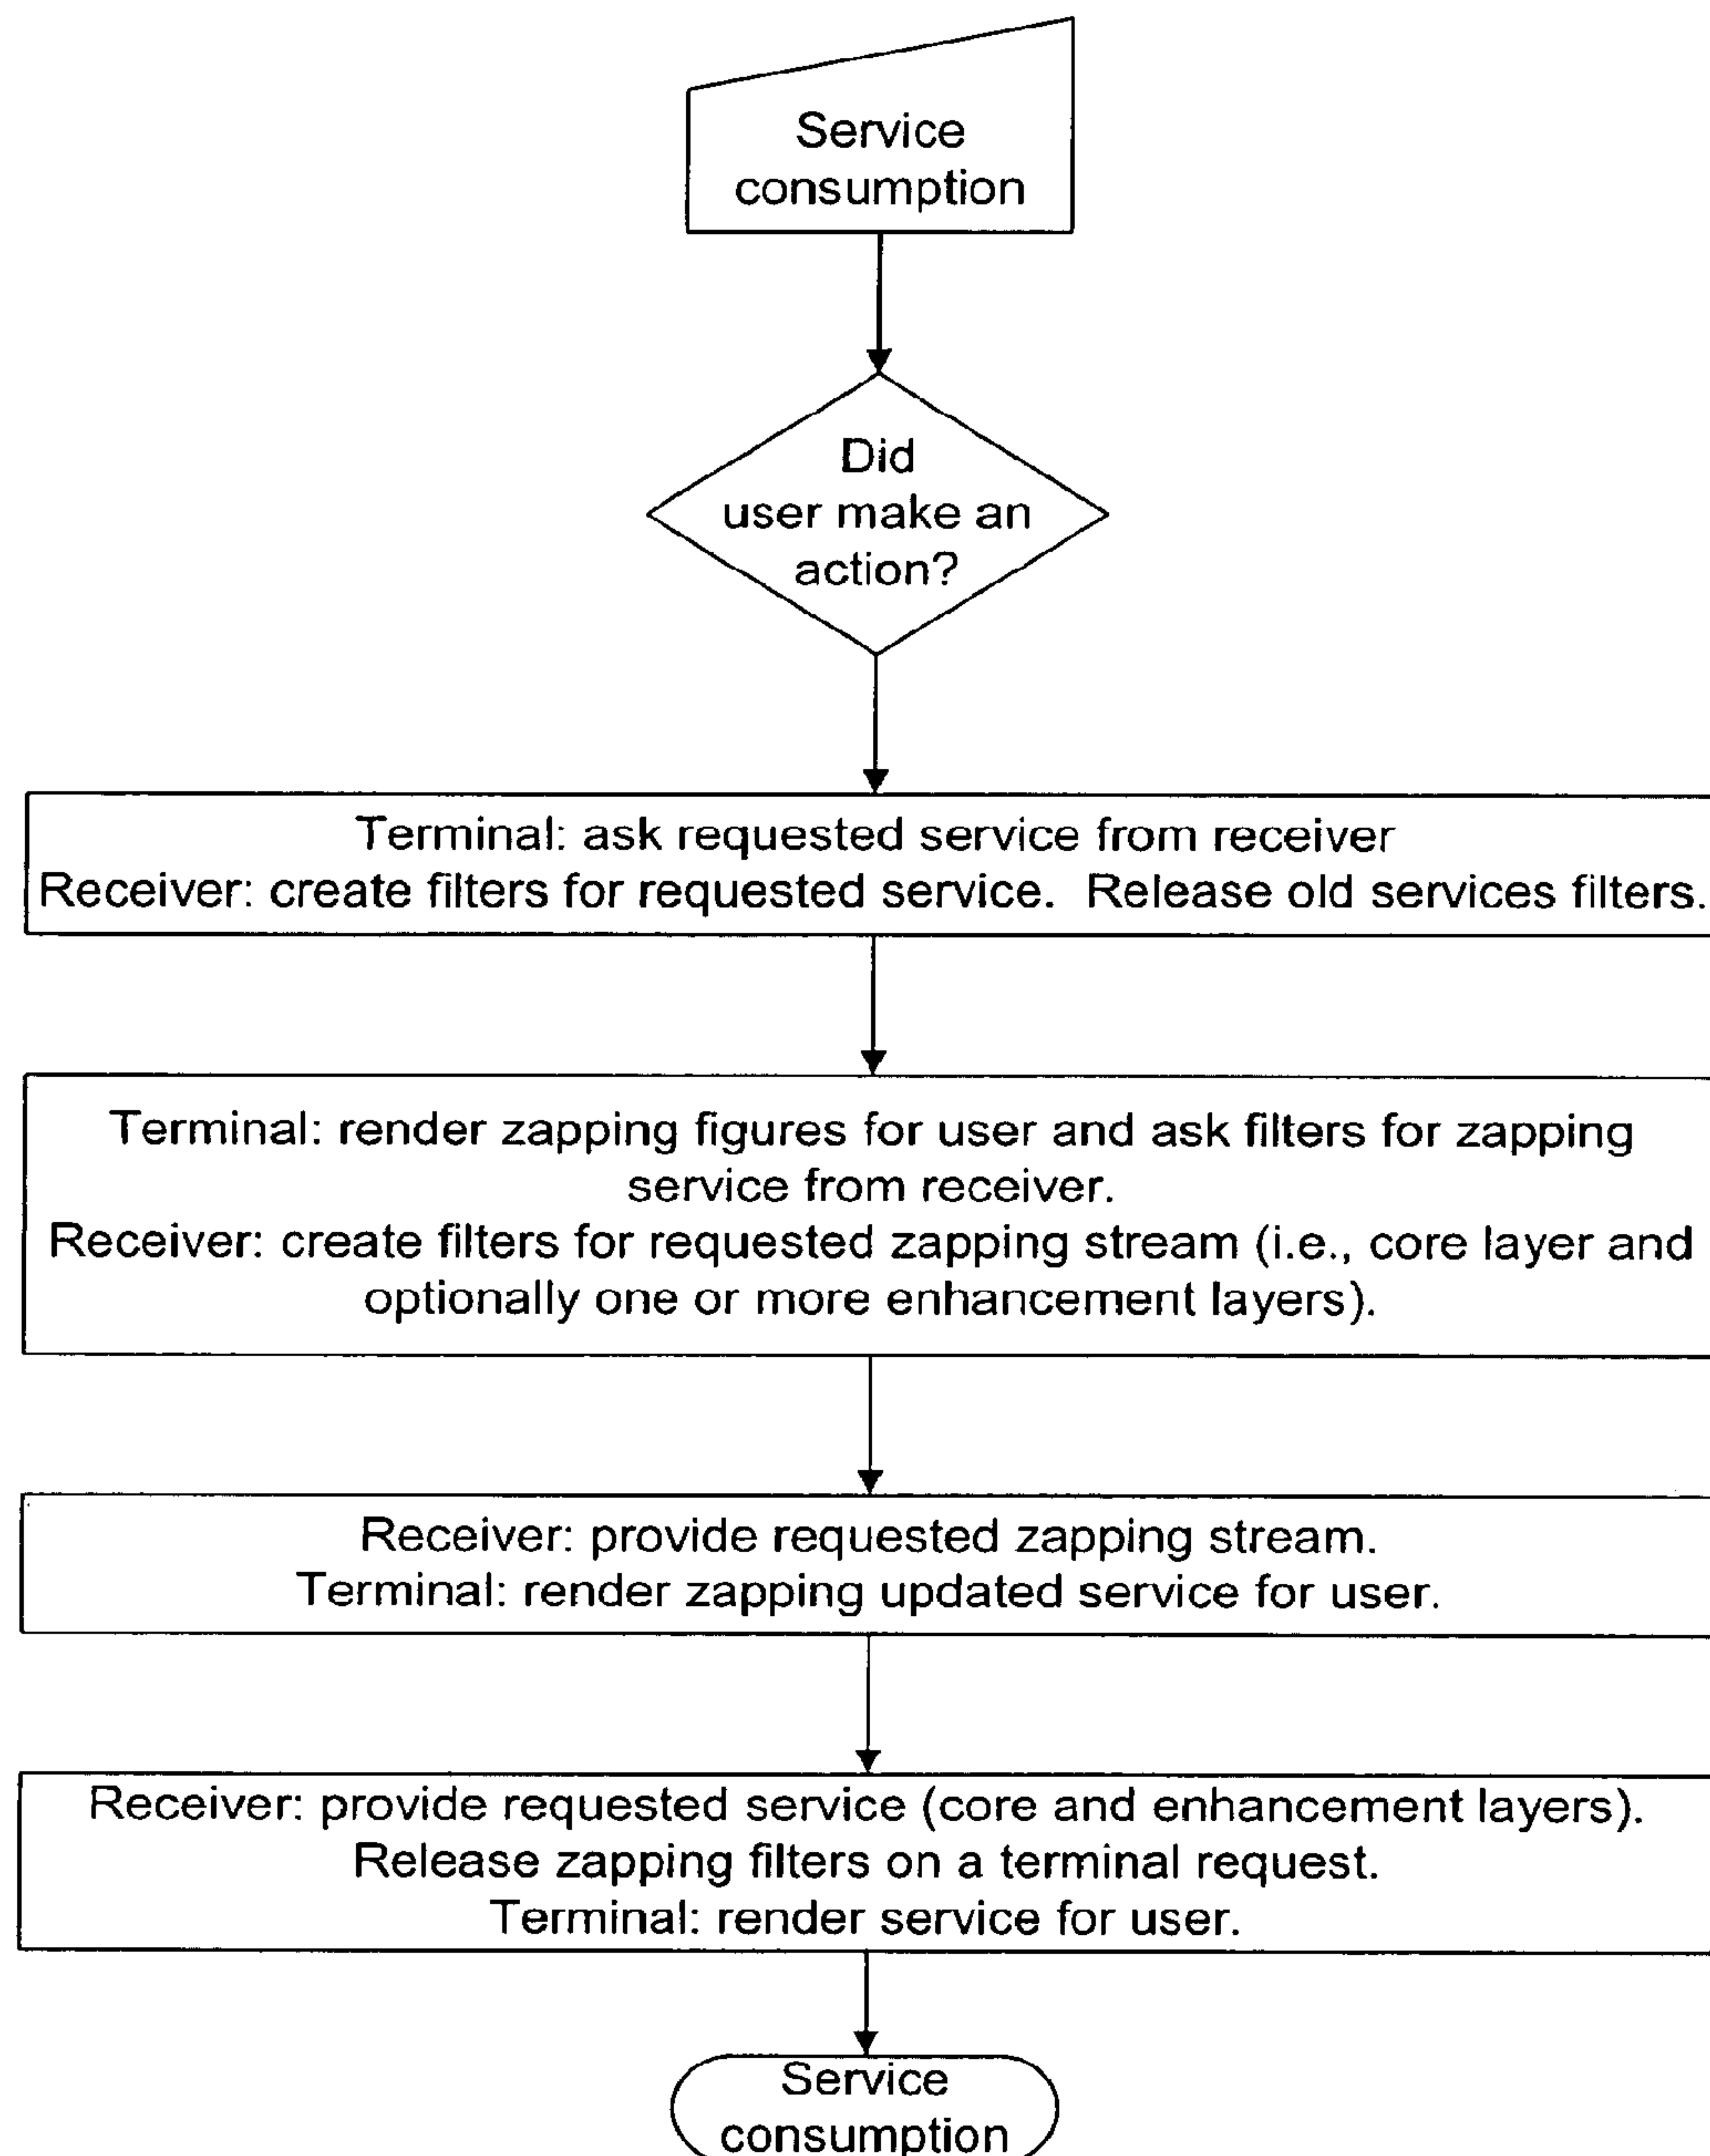 Service
consumption
Did
user make an
action?
Terminal: ask requested service from receiver
Receiver: create filters for requested service.  Release old services filters.
Terminal: render zapping figures for user and ask filters for zapping
service from receiver.
Receiver: create filters for requested zapping stream (i.e., core layer and
optionally one or more enhancement layers).
Receiver: provide requested zapping stream.
Terminal: render zapping updated service for user.
Receiver: provide requested service (core and enhancement layers).
Release zapping filters on a terminal request.
Terminal: render service for user.
Service
consumption